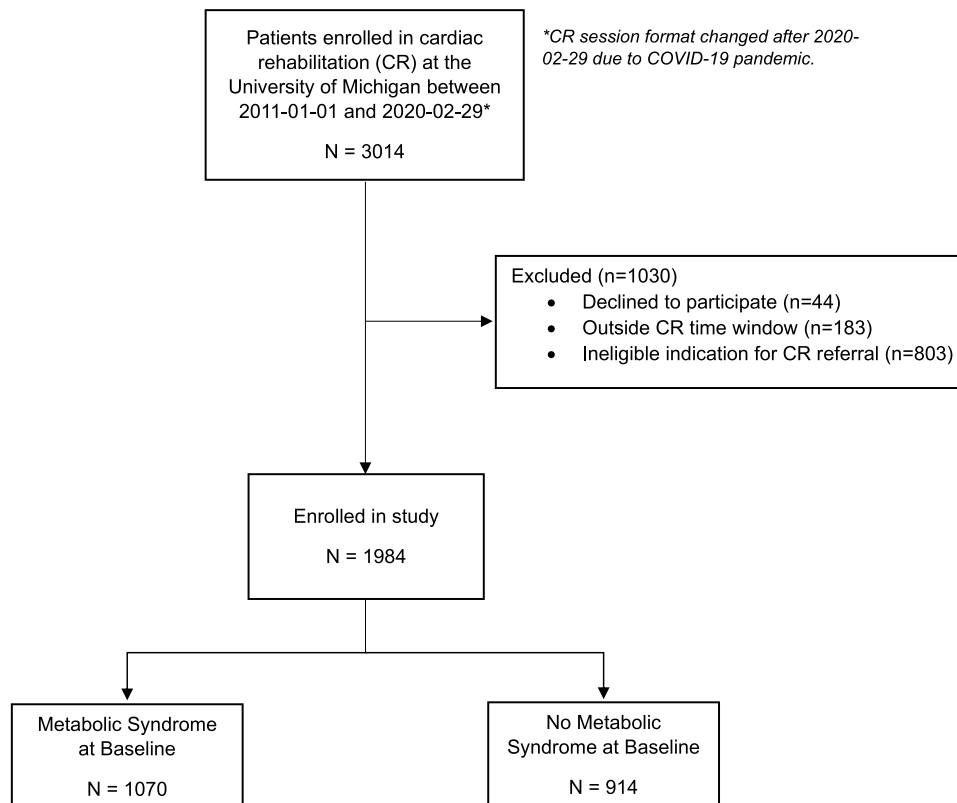 Patients enrolled in cardiac
rehabilitation (CR) at the
University of Michigan between
2011-01-01 and 2020-02-29*
N = 3014
*CR session format changed after 2020-
02-29 due to COVID-19 pandemic.
Excluded (n=1030)
• Declined to participate (n=44)
• Outside CR time window (n=183)
• Ineligible indication for CR referral (n=803)
Enrolled in study
N = 1984
Metabolic Syndrome
at Baseline
N = 1070
No Metabolic
Syndrome at Baseline
N = 914